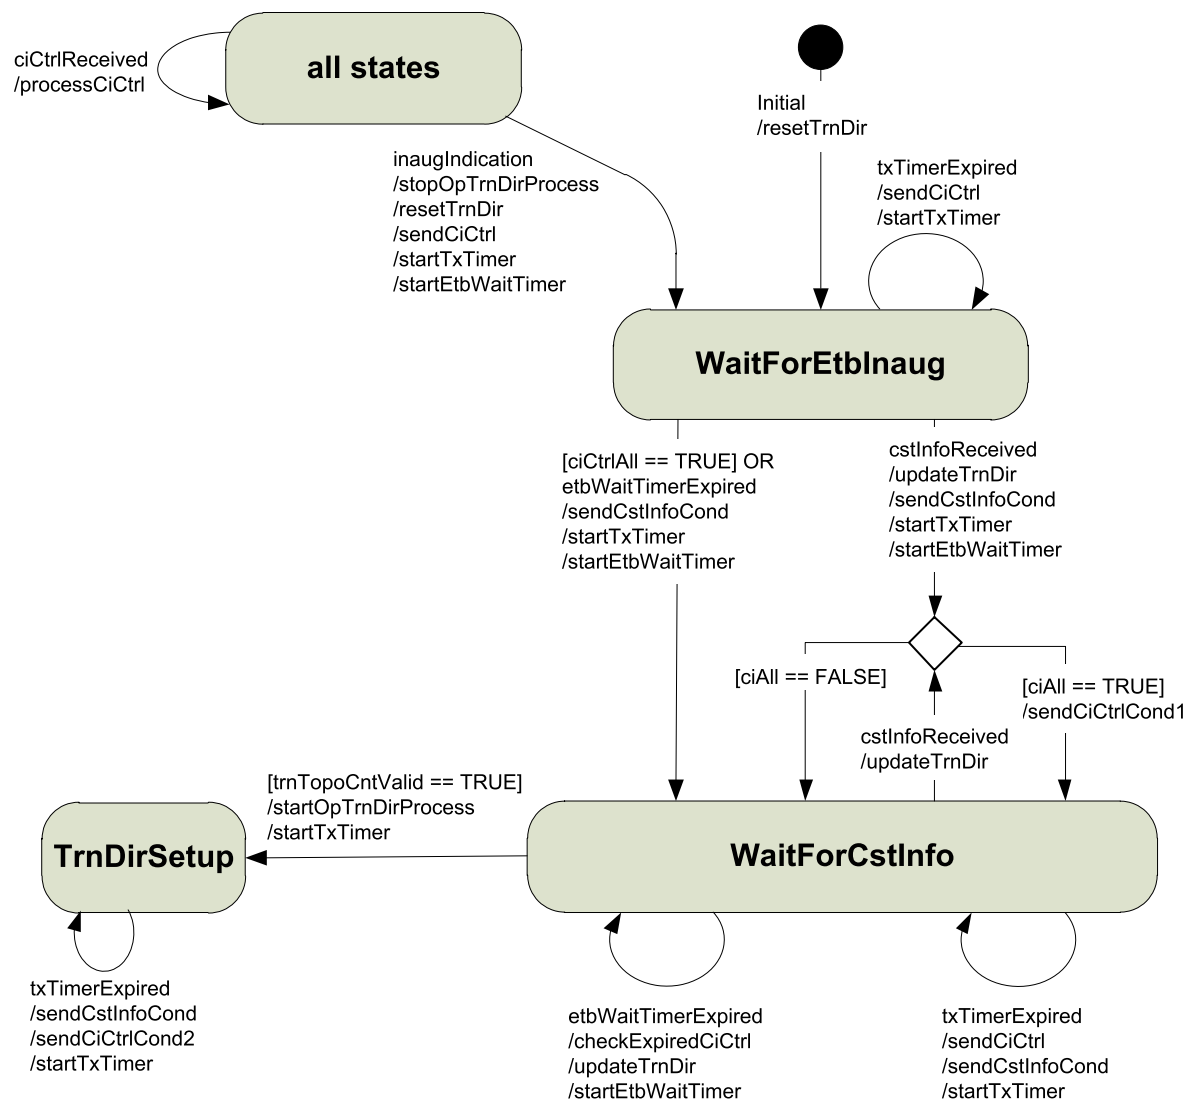 all states
ciCtrlReceived
/processCiCtrl
Initial
/resetTrnDir
inaugIndication
/stopOpTrnDirProcess
/resetTrnDir
/sendCiCtrl
/startTxTimer
/startEtbWaitTimer
txTimerExpired
/sendCiCtrl
/startTxTimer
WaitForEtbInaug
[ciCtrlAll == TRUE] OR
etbWaitTimerExpired
/sendCstInfoCond
/startTxTimer
/startEtbWaitTimer
cstInfoReceived
/updateTrnDir
/sendCstInfoCond
/startTxTimer
/startEtbWaitTimer
[ciAll == FALSE]
[ciAll == TRUE]
/sendCiCtrlCond1
cstInfoReceived
/updateTrnDir
[trnTopoCntValid == TRUE]
/startOpTrnDirProcess
/startTxTimer
TrnDirSetup
WaitForCstInfo
txTimerExpired
/sendCstInfoCond
/sendCiCtrlCond2
/startTxTimer
etbWaitTimerExpired
/checkExpiredCiCtrl
/updateTrnDir
/startEtbWaitTimer
txTimerExpired
/sendCiCtrl
/sendCstInfoCond
/startTxTimer